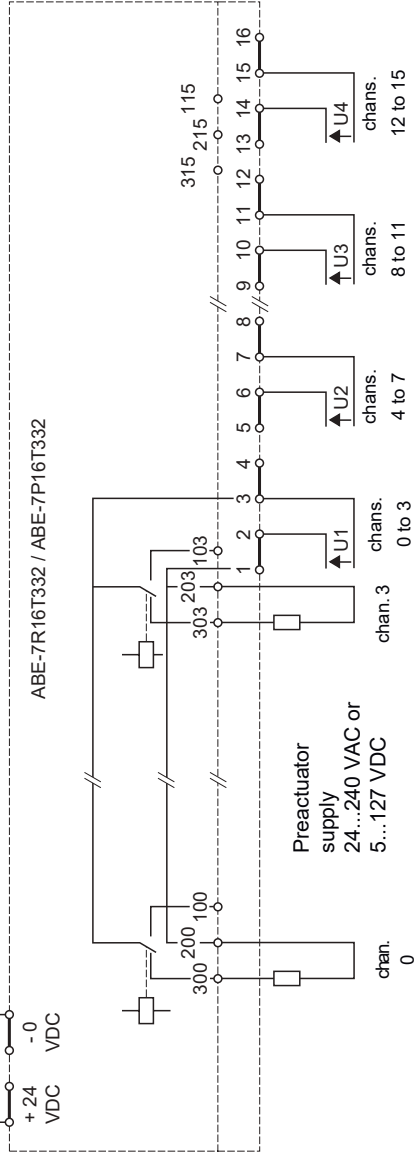 + 24
VDC
- 0
VDC
ABE-7R16T332 / ABE-7P16T332
300
200
100
303
203
103
315
215
115
1
2
3
4
5
6
7
8
9
10
11
12
13
14
15
16
U1
U2
U3
U4
chan.
0
chan. 3
chans.
0 to 3
chans.
4 to 7
chans.
8 to 11
chans.
12 to 15
Preactuator
supply
24...240 VAC or
5...127 VDC